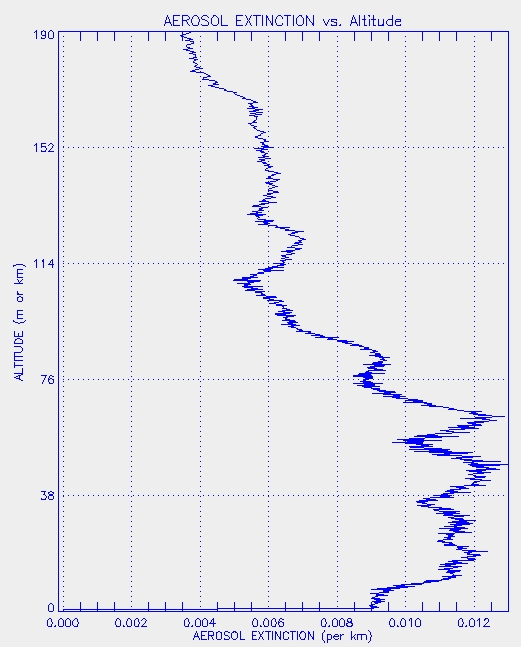 AEROSOL EXTINCTION vs. Altitude
190
152
114
76
38
0
ALTITUDE (m or km)
0.000 0.002 0.004 0.006 0.008 0.010 0.012
AEROSOL EXTINCTION (per km)